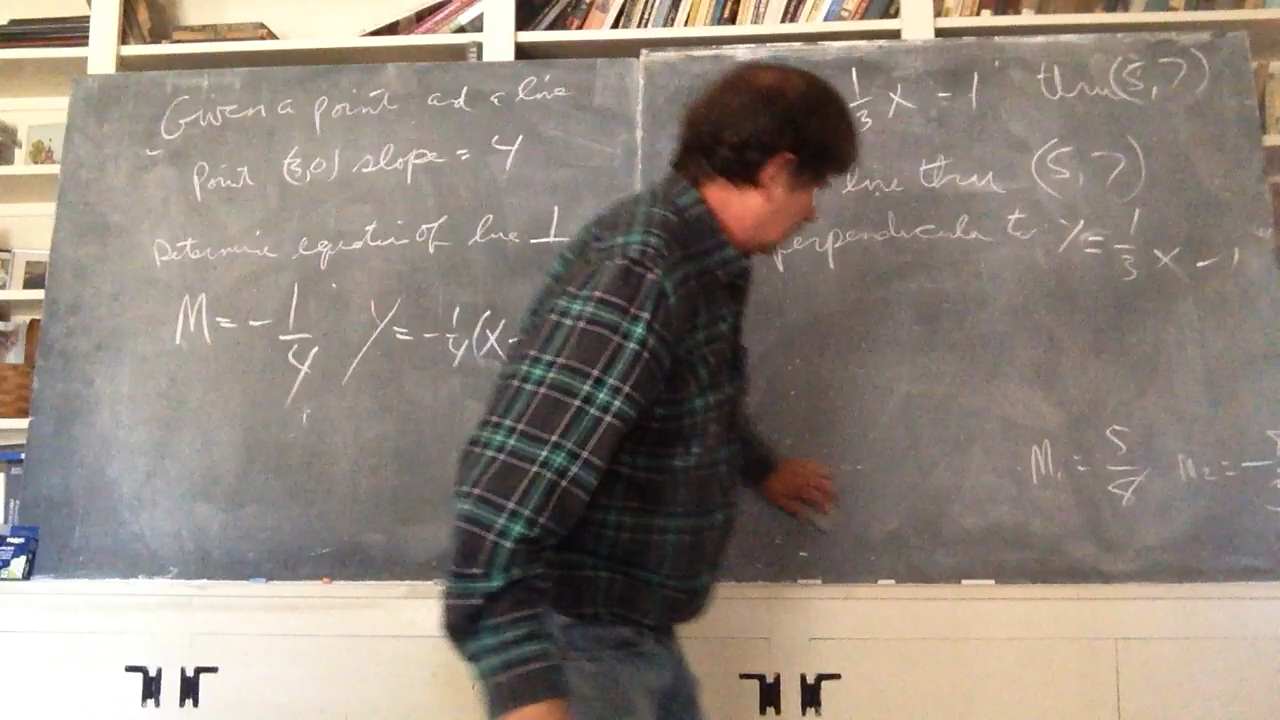 Given a point and a line
Point (3,0) slope = 4
Determine equation of line ⊥
M = - 1/4 Y = - 1/4 (X -
1/3 X - 1 thru (5, 7)
line thru (5, 7)
perpendicular to Y = 1/3 X - 1
M1 = 5/8 M2 = -